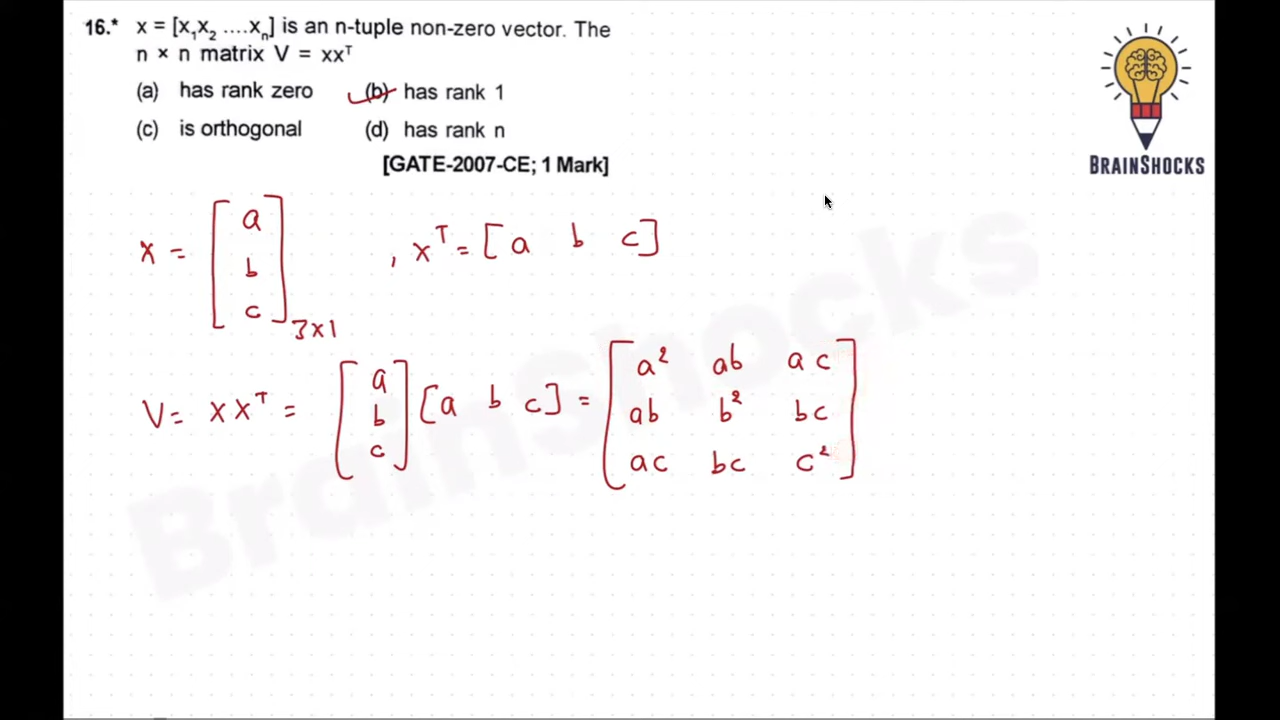 16.* x = [x₁x₂ ....xₙ] is an n-tuple non-zero vector. The
n × n matrix V = xxᵀ
(a) has rank zero (b) has rank 1
(c) is orthogonal (d) has rank n
[GATE-2007-CE; 1 Mark]
BRAINSHOCKS
x = [a b c] 3x1 , xᵀ = [a b c]
V = x xᵀ = [a b c] [a b c] = [a² ab ac
ab b² bc
ac bc c²]
Brainshocks